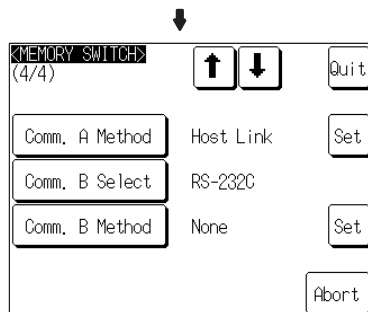 <MEMORY SWITCH>
(4/4)
Quit
Comm. A Method Host Link Set
Comm. B Select RS-232C
Comm. B Method None Set
Abort